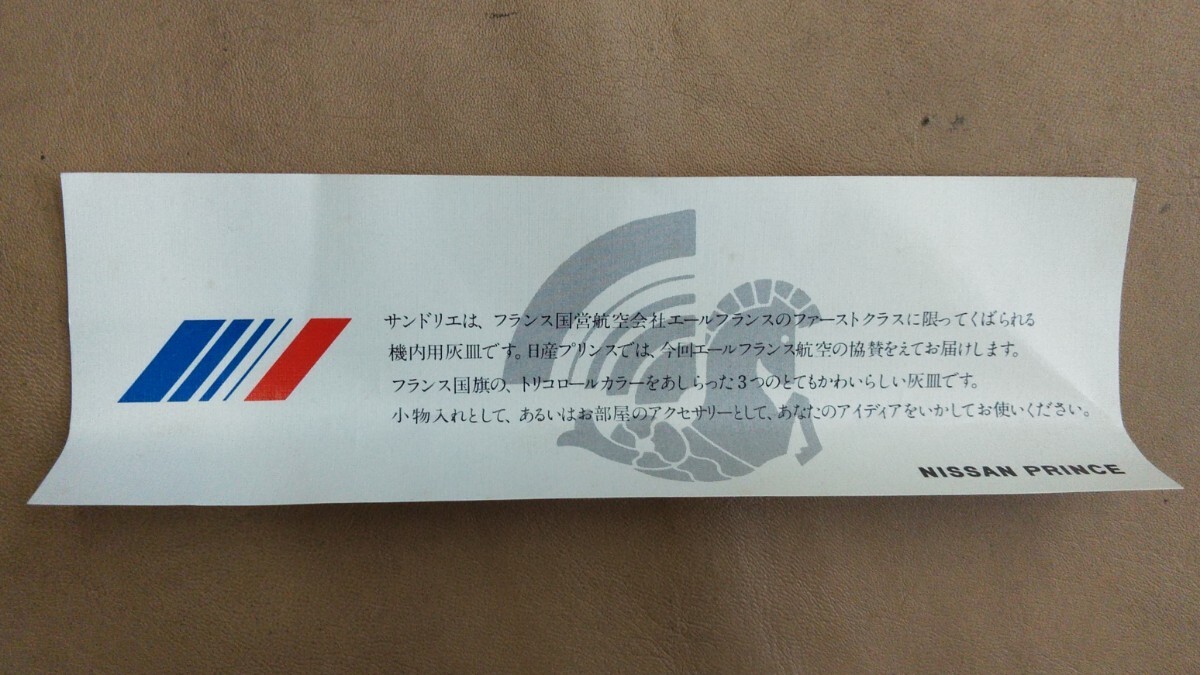 サンドリエは、フランス国営航空会社エールフランスのファーストクラスに限ってくばられる
機内用灰皿です。日産プリンスでは、今回エールフランス航空の協賛をえてお届けします。
フランス国旗の、トリコロールカラーをあしらった3つのとてもかわいらしい灰皿です。
小物入れとして、あるいはお部屋のアクセサリーとして、あなたのアイディアをいかしてお使いください。
NISSAN PRINCE